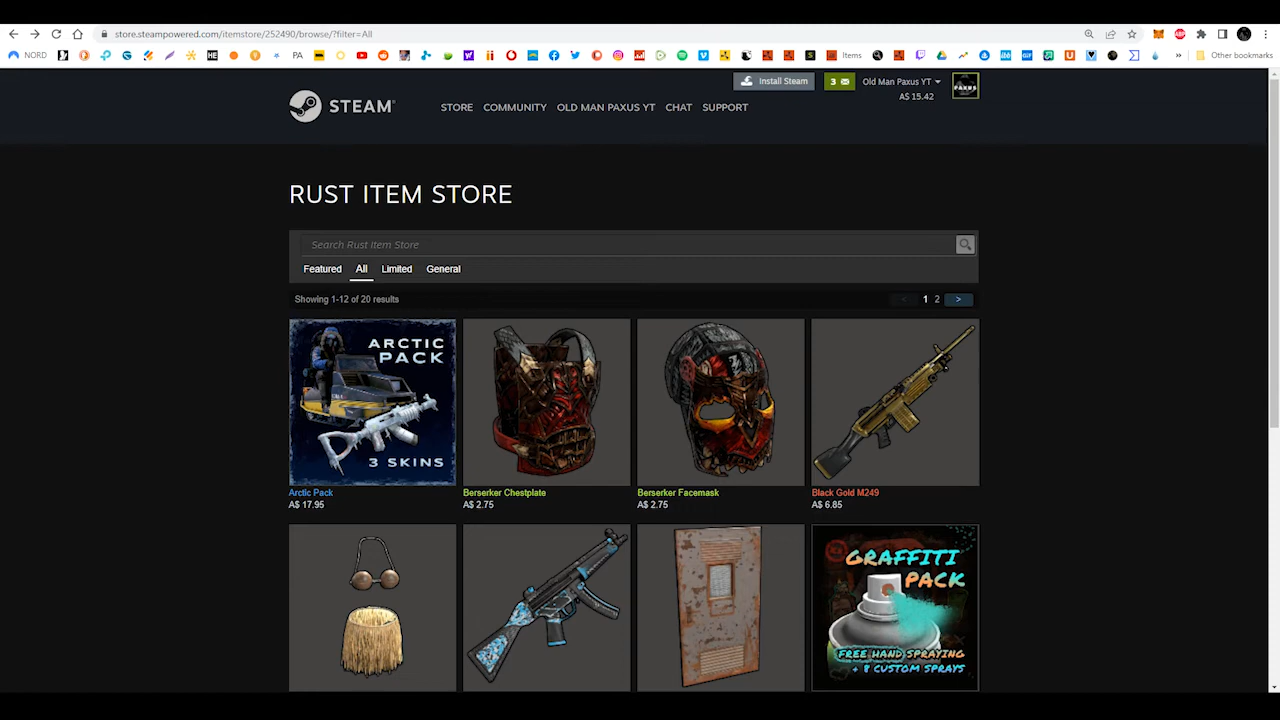 store.steampowered.com/itemstore/252490/browse/?filter=All
NORD
HE
PA
Items
Other bookmarks
Install Steam
3
Old Man Paxus YT
A$ 15.42
PAXUS
STEAM
STORE
COMMUNITY
OLD MAN PAXUS YT
CHAT
SUPPORT
RUST ITEM STORE
Search Rust Item Store
Featured
All
Limited
General
Showing 1-12 of 20 results
< 1 2 >
ARCTIC
PACK
3 SKINS
Arctic Pack
A$ 17.95
Berserker Chestplate
A$ 2.75
Berserker Facemask
A$ 2.75
Black Gold M249
A$ 6.85
GRAFFITI
PACK
FREE HAND SPRAYING
+ 8 CUSTOM SPRAYS